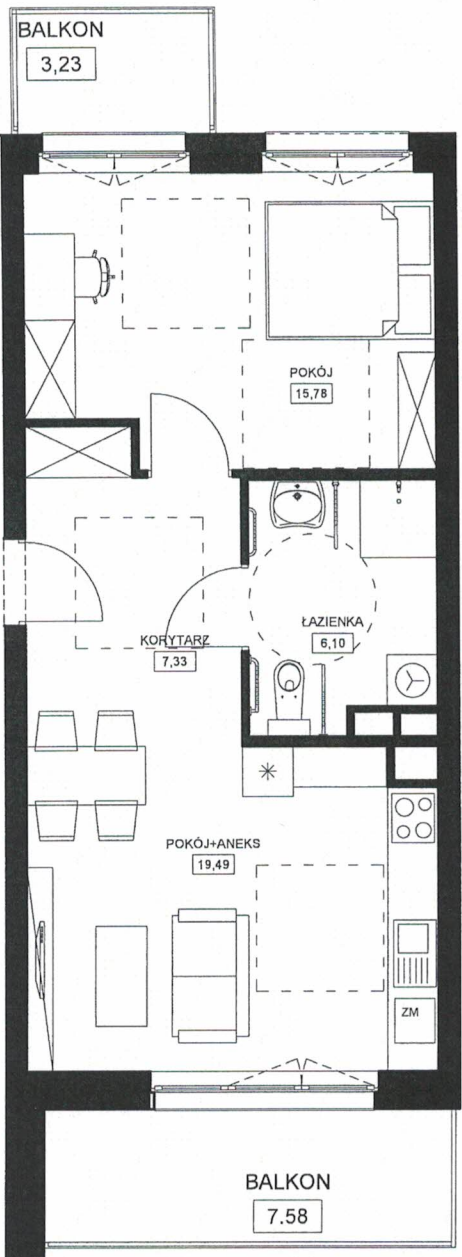 BALKON
3,23
POKÓJ
15,78
ŁAZIENKA
6,10
KORYTARZ
7,33
POKÓJ+ANEKS
19,49
ZM
BALKON
7.58